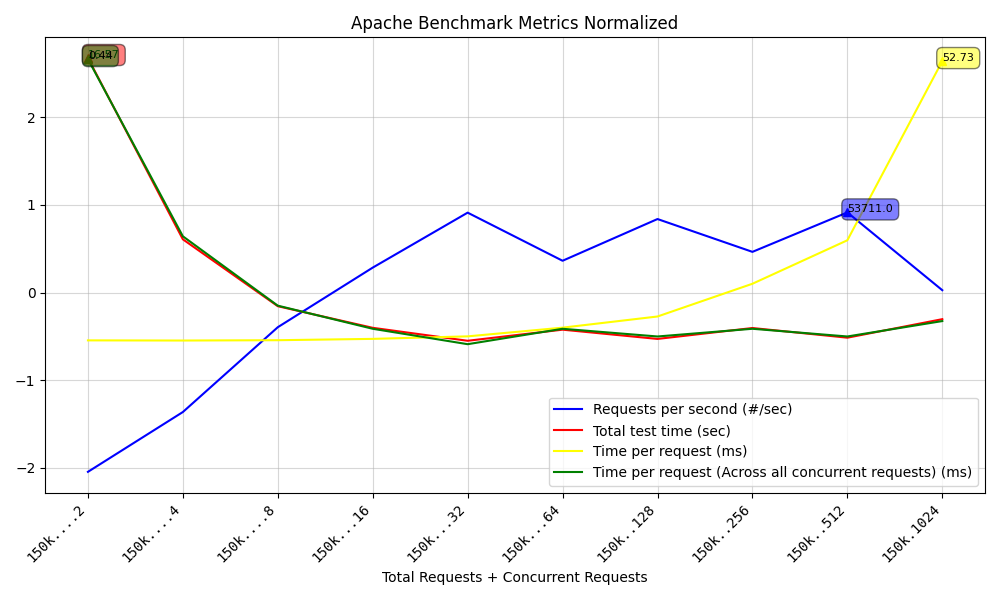 Apache Benchmark Metrics Normalized
0.44
52.73
53711.0
2
1
0
−1
−2
Requests per second (#/sec)
Total test time (sec)
Time per request (ms)
Time per request (Across all concurrent requests) (ms)
150k....2
150k....4
150k....8
150k...16
150k...32
150k...64
150k..128
150k..256
150k..512
150k.1024
Total Requests + Concurrent Requests